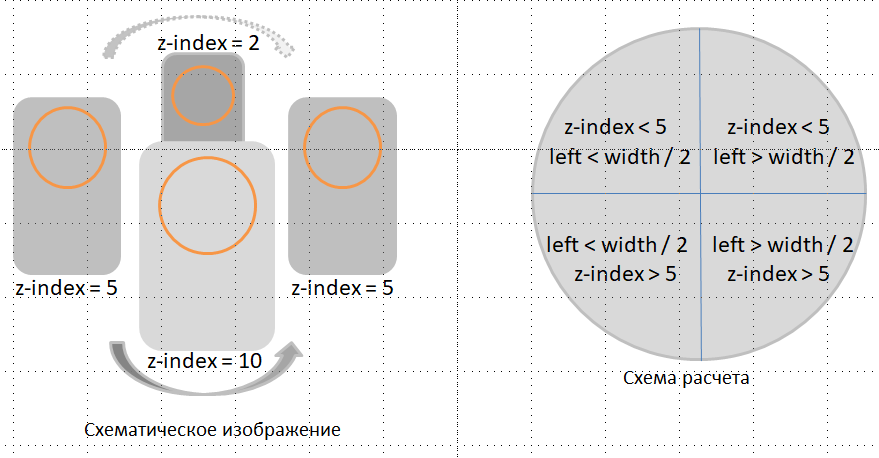 z-index = 2
z-index = 5
z-index = 5
z-index = 10
Схематическое изображение
z-index < 5
left < width / 2
z-index < 5
left > width / 2
left < width / 2
z-index > 5
left > width / 2
z-index > 5
Схема расчета